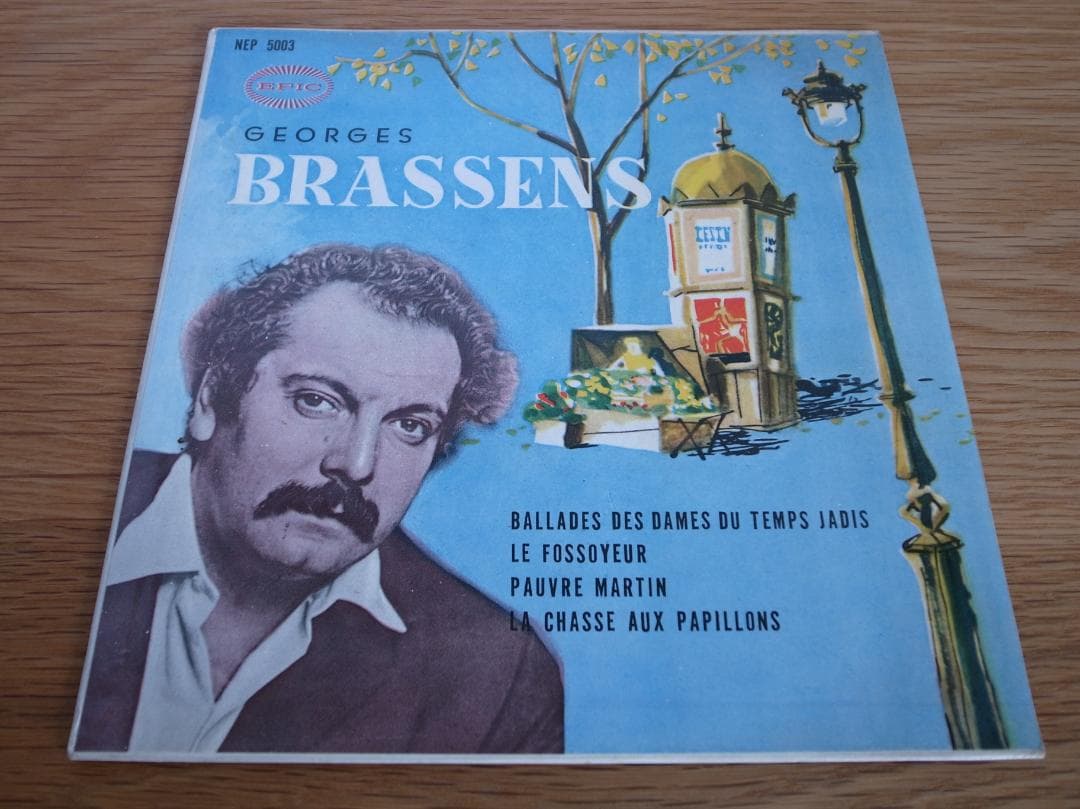 NEP 5003
EPIC
GEORGES
BRASSENS
BALLADES DES DAMES DU TEMPS JADIS
LE FOSSOYEUR
PAUVRE MARTIN
LA CHASSE AUX PAPILLONS